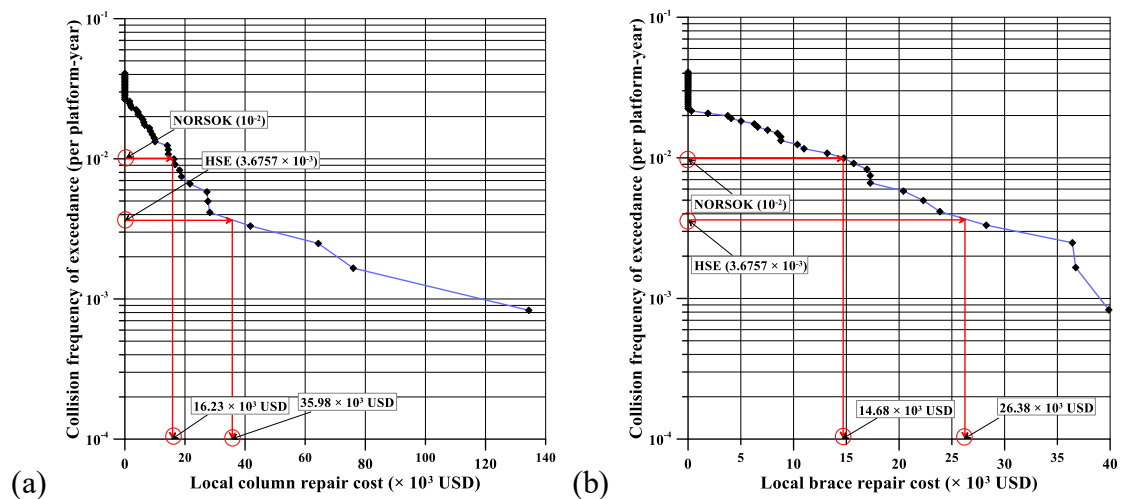 (a)
Collision frequency of exceedance (per platform-year)
10⁻¹
10⁻²
10⁻³
10⁻⁴
NORSOK (10⁻²)
HSE (3.6757 × 10⁻³)
16.23 × 10³ USD
35.98 × 10³ USD
0 20 40 60 80 100 120 140
Local column repair cost (× 10³ USD)
(b)
Collision frequency of exceedance (per platform-year)
10⁻¹
10⁻²
10⁻³
10⁻⁴
NORSOK (10⁻²)
HSE (3.6757 × 10⁻³)
14.68 × 10³ USD
26.38 × 10³ USD
0 5 10 15 20 25 30 35 40
Local brace repair cost (× 10³ USD)